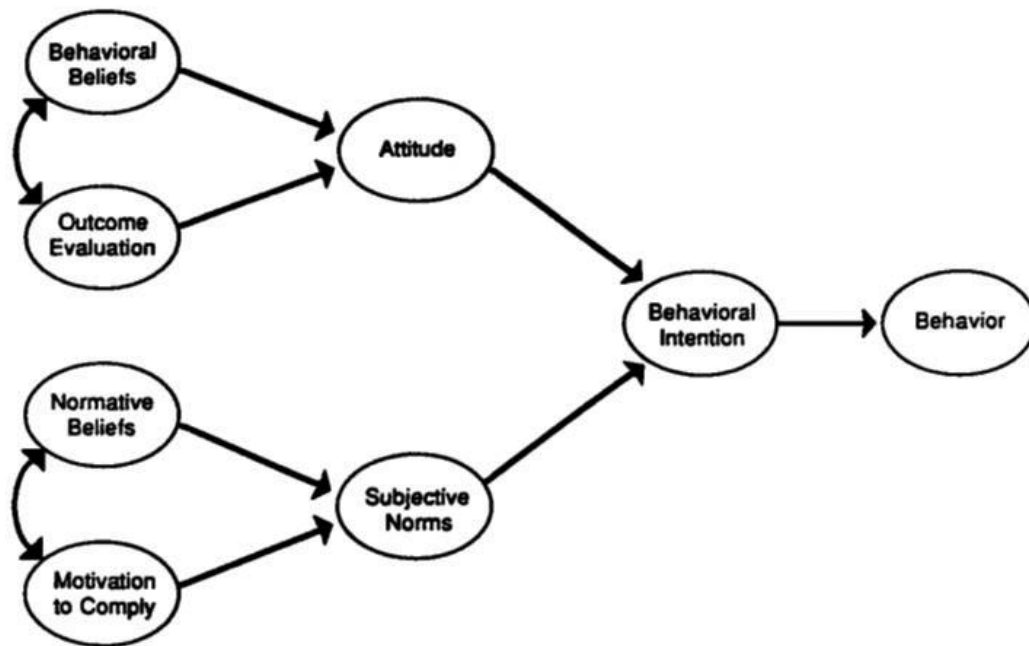 Behavioral
Beliefs
Outcome
Evaluation
Attitude
Normative
Beliefs
Motivation
to Comply
Subjective
Norms
Behavioral
Intention
Behavior